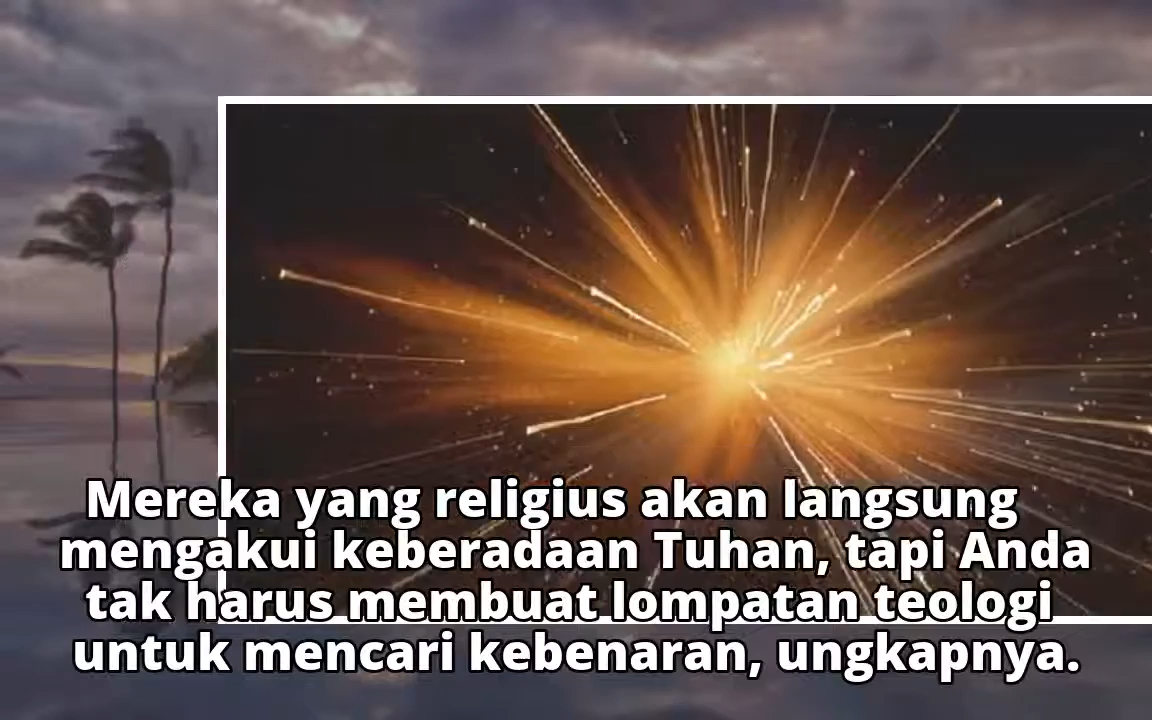 Mereka yang religius akan langsung
mengakui keberadaan Tuhan, tapi Anda
tak harus membuat lompatan teologi
untuk mencari kebenaran, ungkapnya.